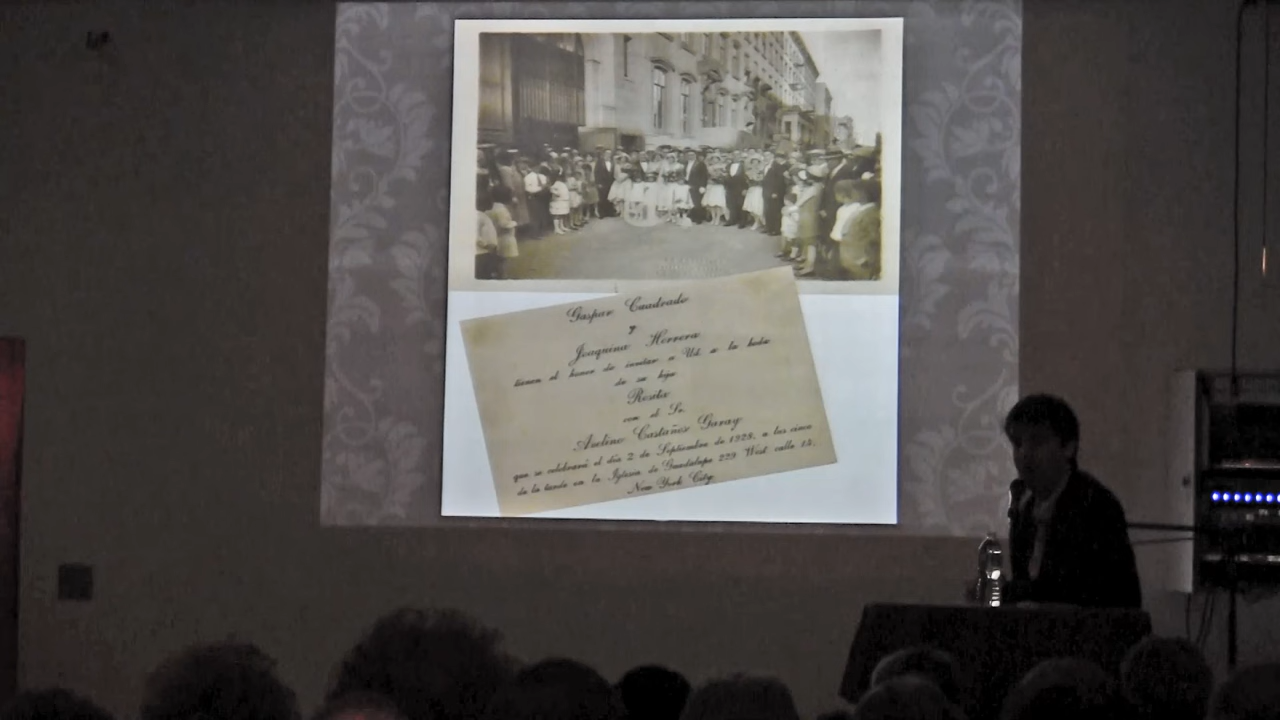 Gaspar Cuadrado
y
Joaquina Herrera
tienen el honor de invitar a Ud. a la boda
de su hija
Rosita
con el Sr.
Avelino Castaños Garay
que se celebrará el día 2 de Septiembre de 1928, a las cinco
de la tarde en la Iglesia de Guadalupe 229 West calle 14,
New York City